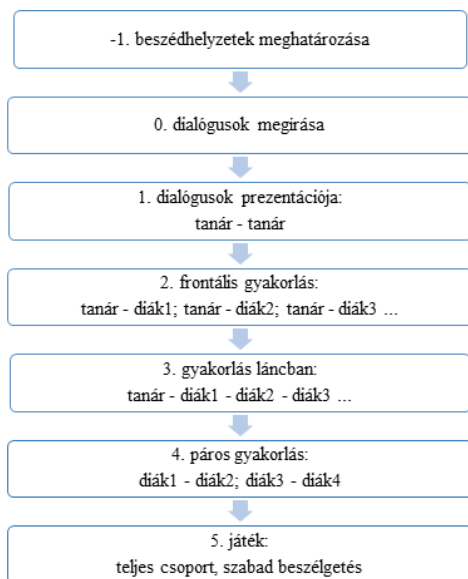 -1. beszédhelyzetek meghatározása
0. dialógusok megírása
1. dialógusok prezentációja:
tanár - tanár
2. frontális gyakorlás:
tanár - diák1; tanár - diák2; tanár - diák3 ...
3. gyakorlás láncban:
tanár - diák1 - diák2 - diák3 ...
4. páros gyakorlás:
diák1 - diák2; diák3 - diák4
5. játék:
teljes csoport, szabad beszélgetés